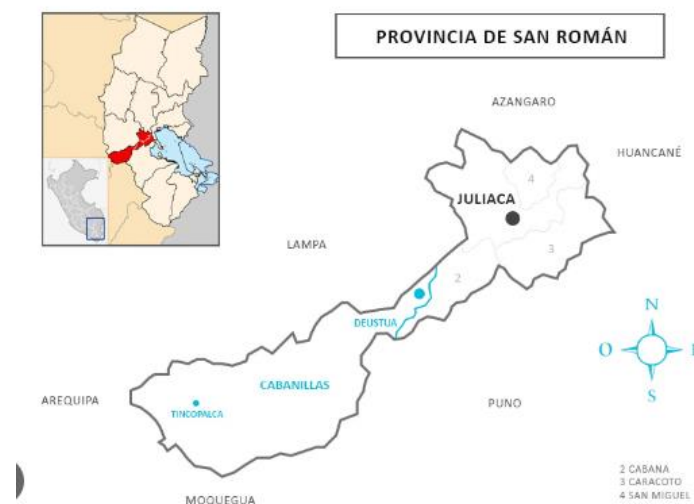 PROVINCIA DE SAN ROMÁN
AZANGARO
HUANCANÉ
4
JULIACA
LAMPA
3
2
DEUSTUA
N
O
S
CABANILLAS
TINCOPALCA
AREQUIPA
PUNO
MOQUEGUA
2 CABANA
3 CARACOTO
4 SAN MIGUEL